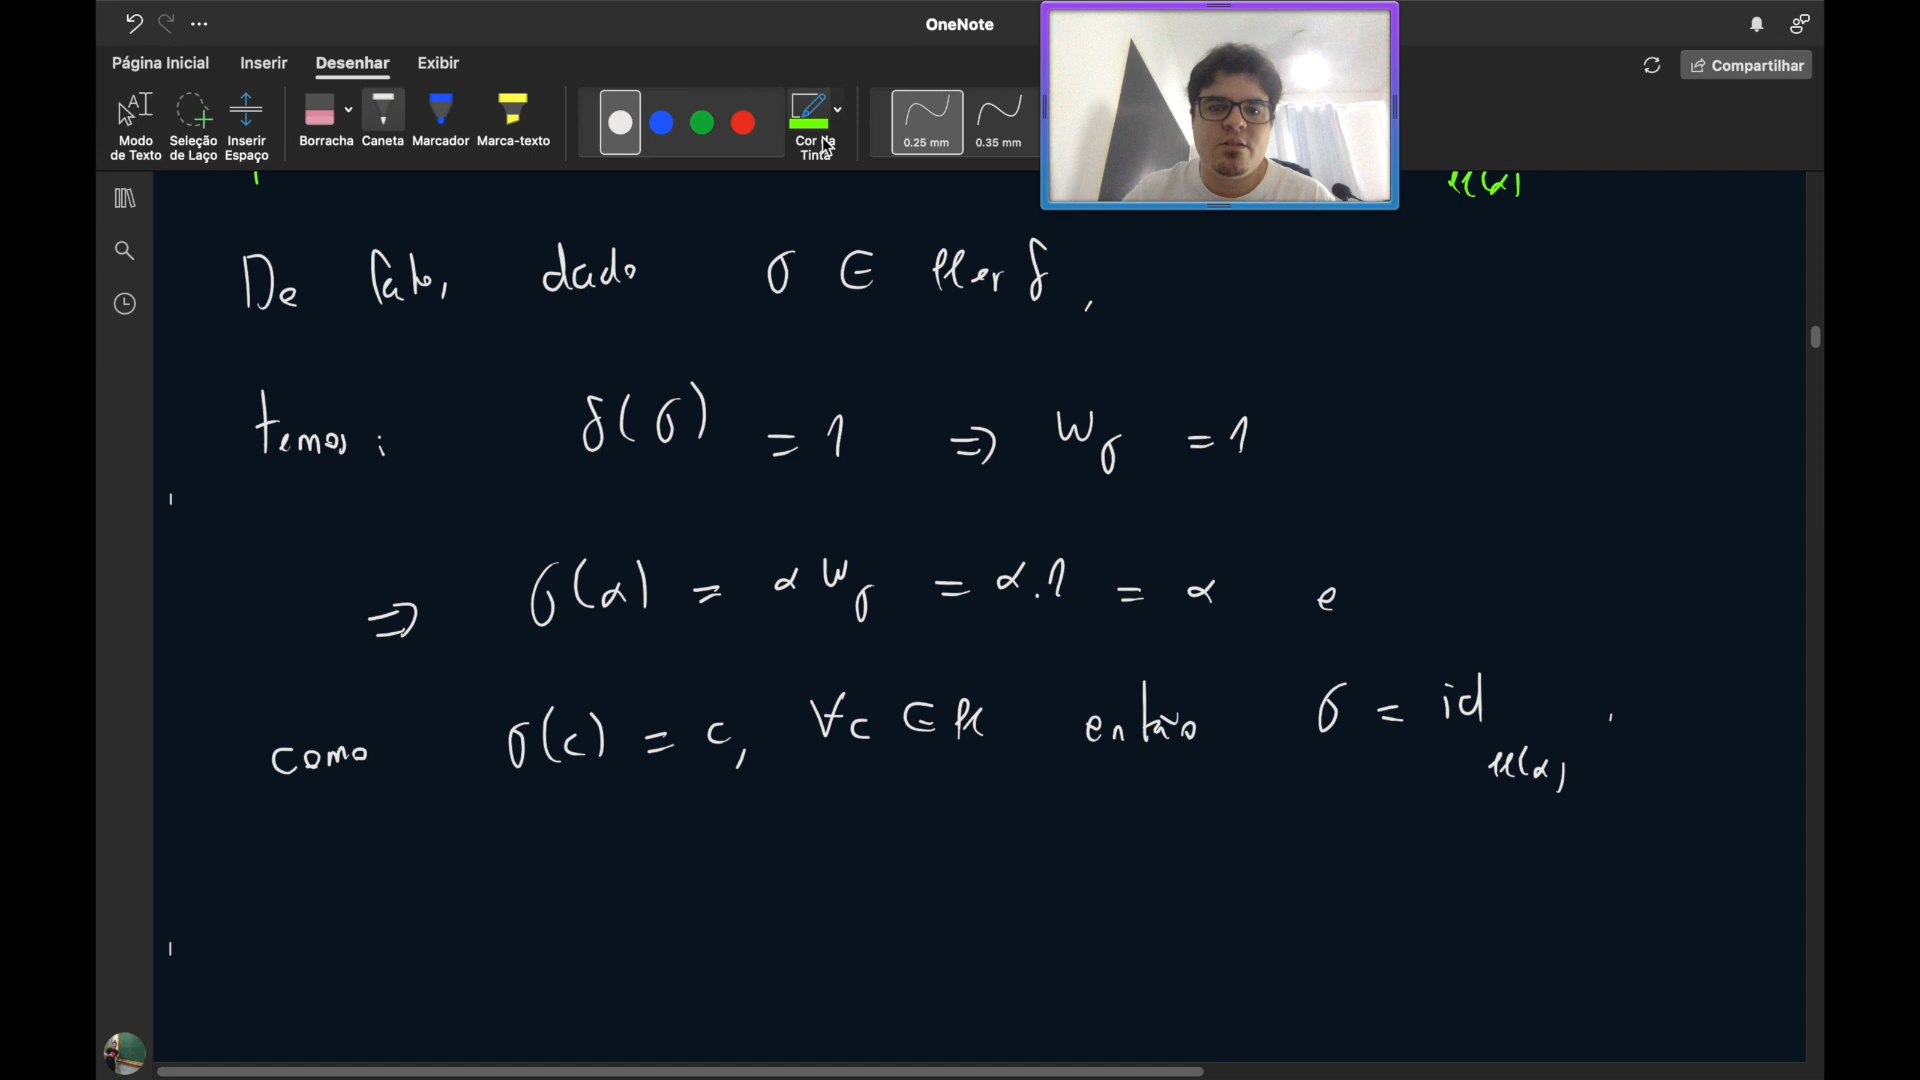 OneNote
Página Inicial Inserir Desenhar Exibir
Compartilhar
Modo de Texto Seleção de Laço Inserir Espaço Borracha Caneta Marcador Marca-texto Cor da Tinta 0.25 mm 0.35 mm
K(α)
De fato, dado σ ∈ Ker f,
temos: f(σ) = 1 ⇒ w_σ = 1
⇒ σ(α) = α w_σ = α.1 = α e
como σ(c) = c, ∀c ∈ K então σ = id_K(α).